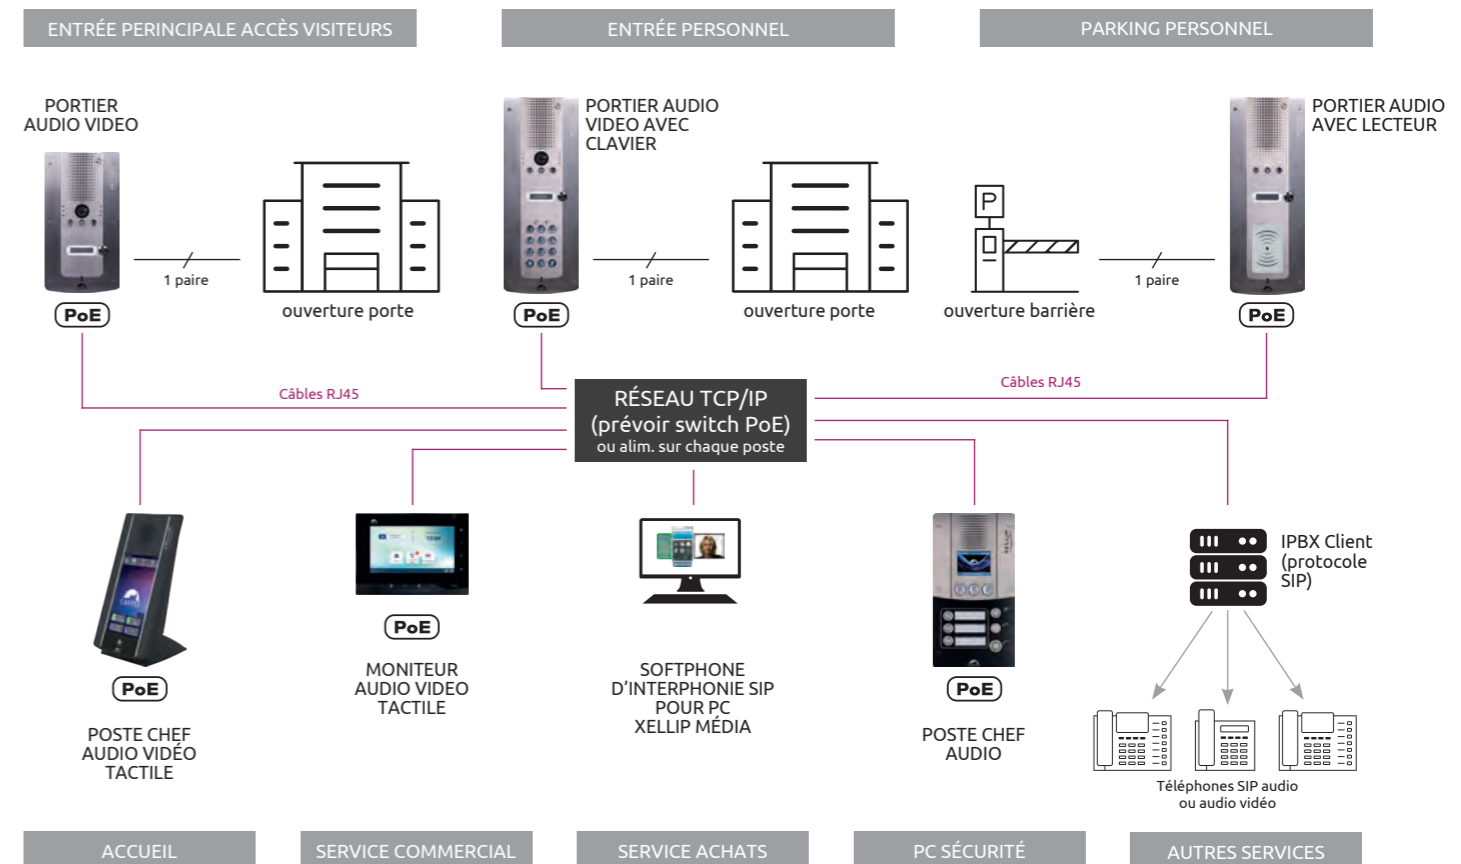 ENTRÉE PERINCIPALE ACCÈS VISITEURS
ENTRÉE PERSONNEL
PARKING PERSONNEL
PORTIER
AUDIO VIDEO
PORTIER AUDIO
VIDEO AVEC
CLAVIER
PORTIER AUDIO
AVEC LECTEUR
P
1 paire
1 paire
1 paire
ouverture porte
ouverture porte
ouverture barrière
PoE
PoE
PoE
Câbles RJ45
Câbles RJ45
RÉSEAU TCP/IP
(prévoir switch PoE)
ou alim. sur chaque poste
IPBX Client
(protocole
SIP)
PoE
PoE
PoE
POSTE CHEF
AUDIO VIDÉO
TACTILE
MONITEUR
AUDIO VIDEO
TACTILE
SOFTPHONE
D'INTERPHONIE SIP
POUR PC
XELLIP MÉDIA
POSTE CHEF
AUDIO
Téléphones SIP audio
ou audio vidéo
ACCUEIL
SERVICE COMMERCIAL
SERVICE ACHATS
PC SÉCURITÉ
AUTRES SERVICES